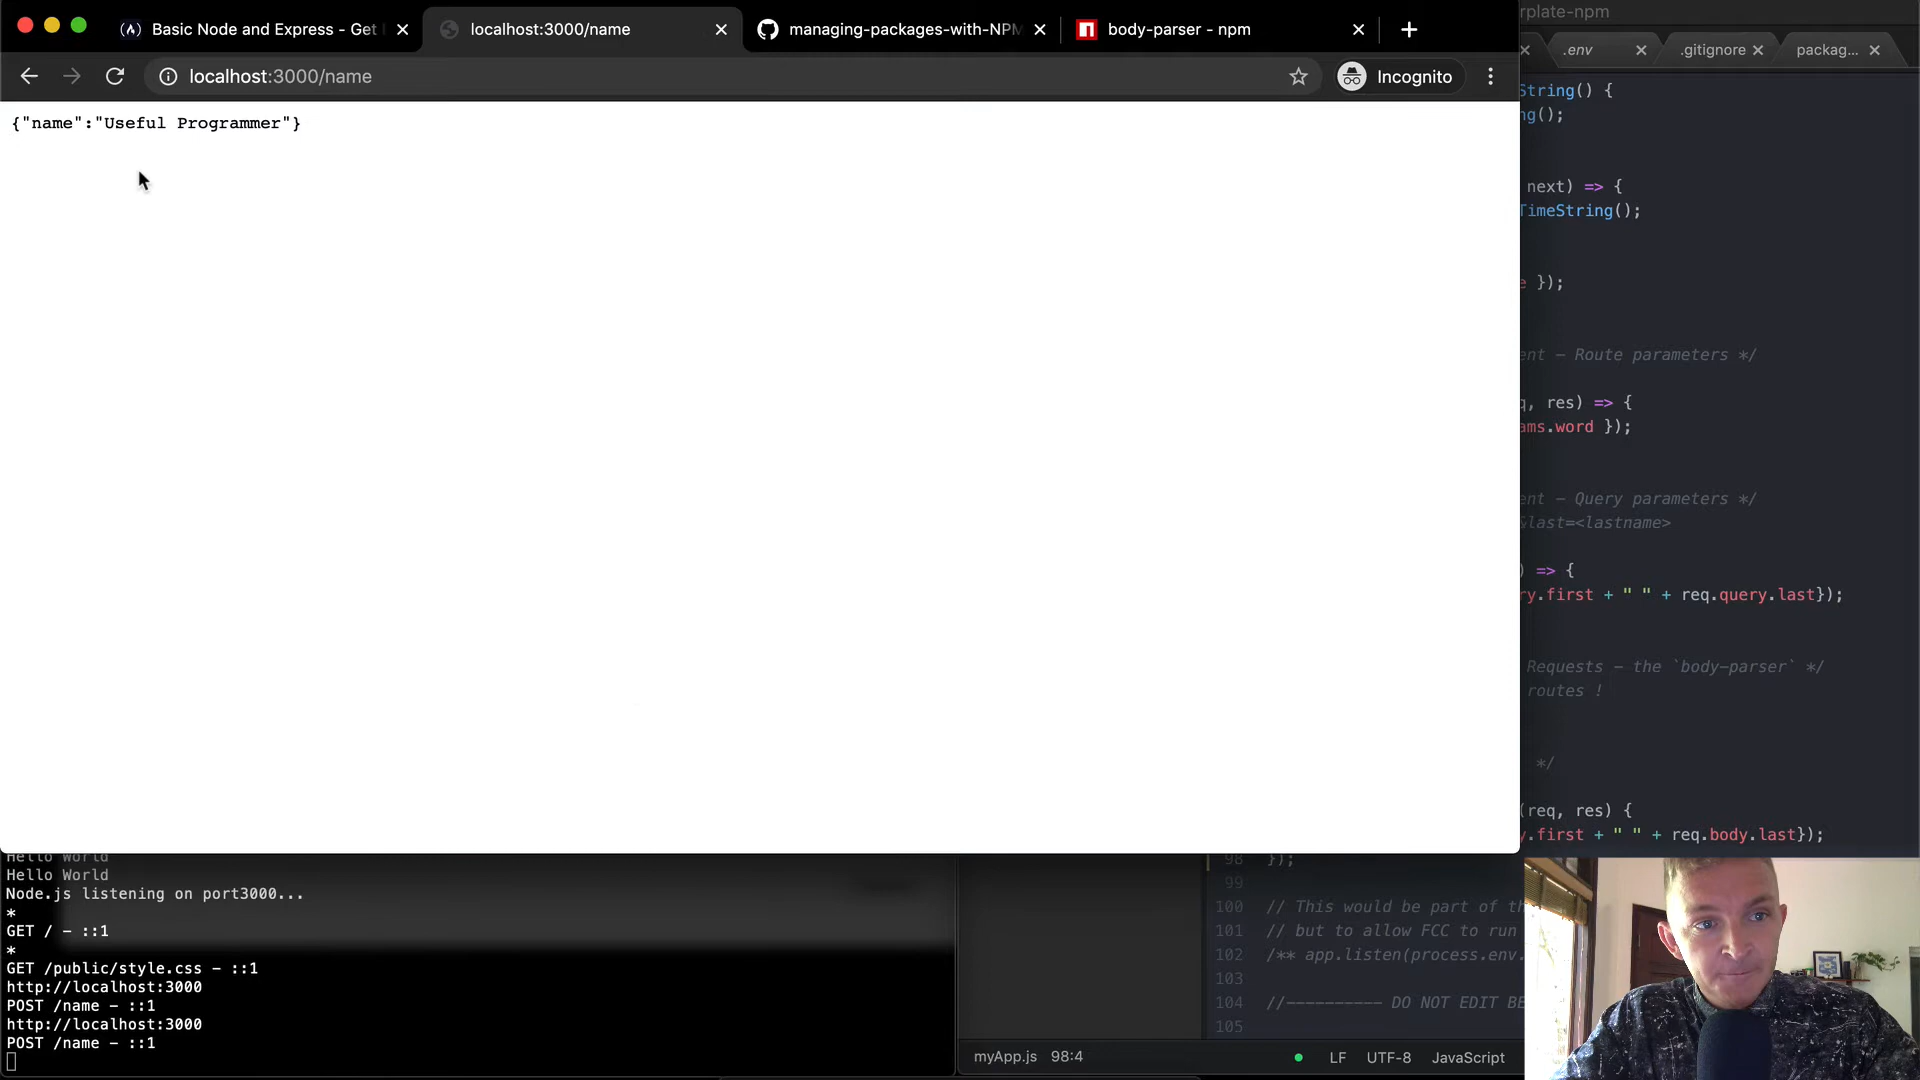 Basic Node and Express - Get
localhost:3000/name
managing-packages-with-NPM
body-parser - npm
localhost:3000/name
Incognito
{"name":"Useful Programmer"}
rplate-npm
.env
.gitignore
packag...
String() {
ng();
next) => {
TimeString();
e });
ent - Route parameters */
q, res) => {
ams.word });
ent - Query parameters */
&last=<lastname>
) => {
ry.first + " " + req.query.last});
Requests - the `body-parser` */
routes !
*/
(req, res) {
y.first + " " + req.body.last});
98 });
99
100 // This would be part of th
101 // but to allow FCC to run
102 /** app.listen(process.env.
103
104 //---------- DO NOT EDIT BE
105
Hello World
Hello World
Node.js listening on port3000...
*
GET / - ::1
*
GET /public/style.css - ::1
http://localhost:3000
POST /name - ::1
http://localhost:3000
POST /name - ::1
myApp.js 98:4
LF UTF-8 JavaScript